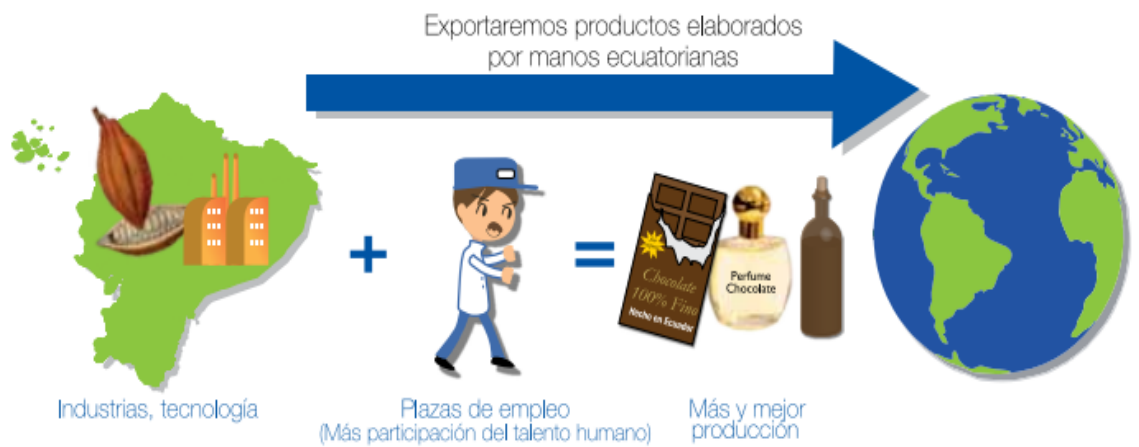 Exportaremos productos elaborados
por manos ecuatorianas
+
=
Chocolate
100% Fino
Hecho en Ecuador
Perfume
Chocolate
Industrias, tecnología
Plazas de empleo
(Más participación del talento humano)
Más y mejor
producción